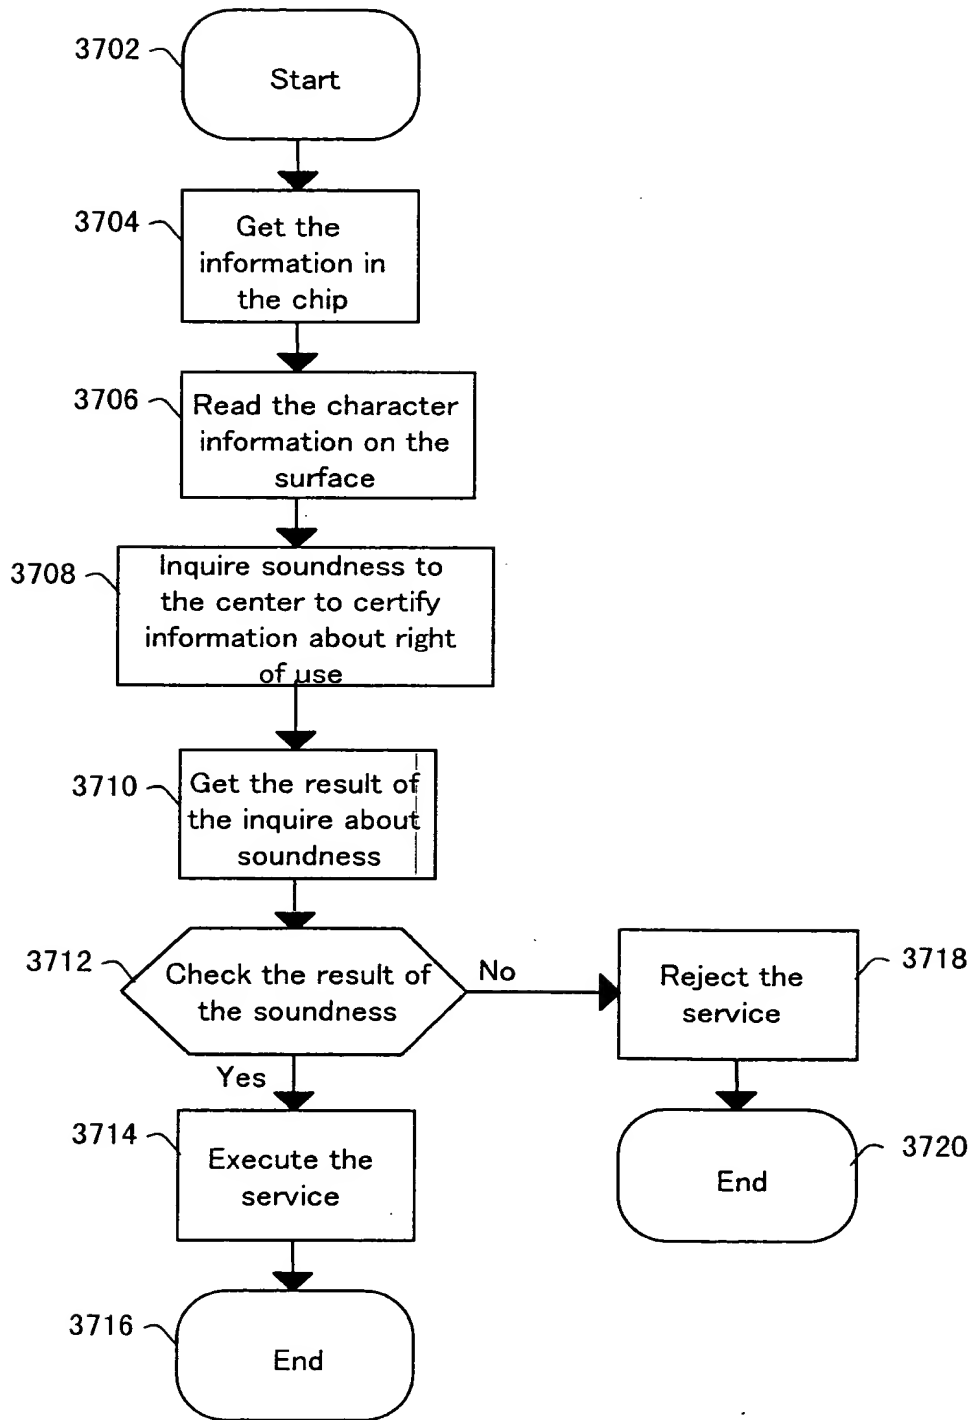 3702
Start
3704
Get the
information in
the chip
3706
Read the character
information on the
surface
3708
Inquire soundness to
the center to certify
information about right
of use
3710
Get the result of
the inquire about
soundness
3712
Check the result of
the soundness
No
3718
Reject the
service
Yes
3714
Execute the
service
3720
End
3716
End